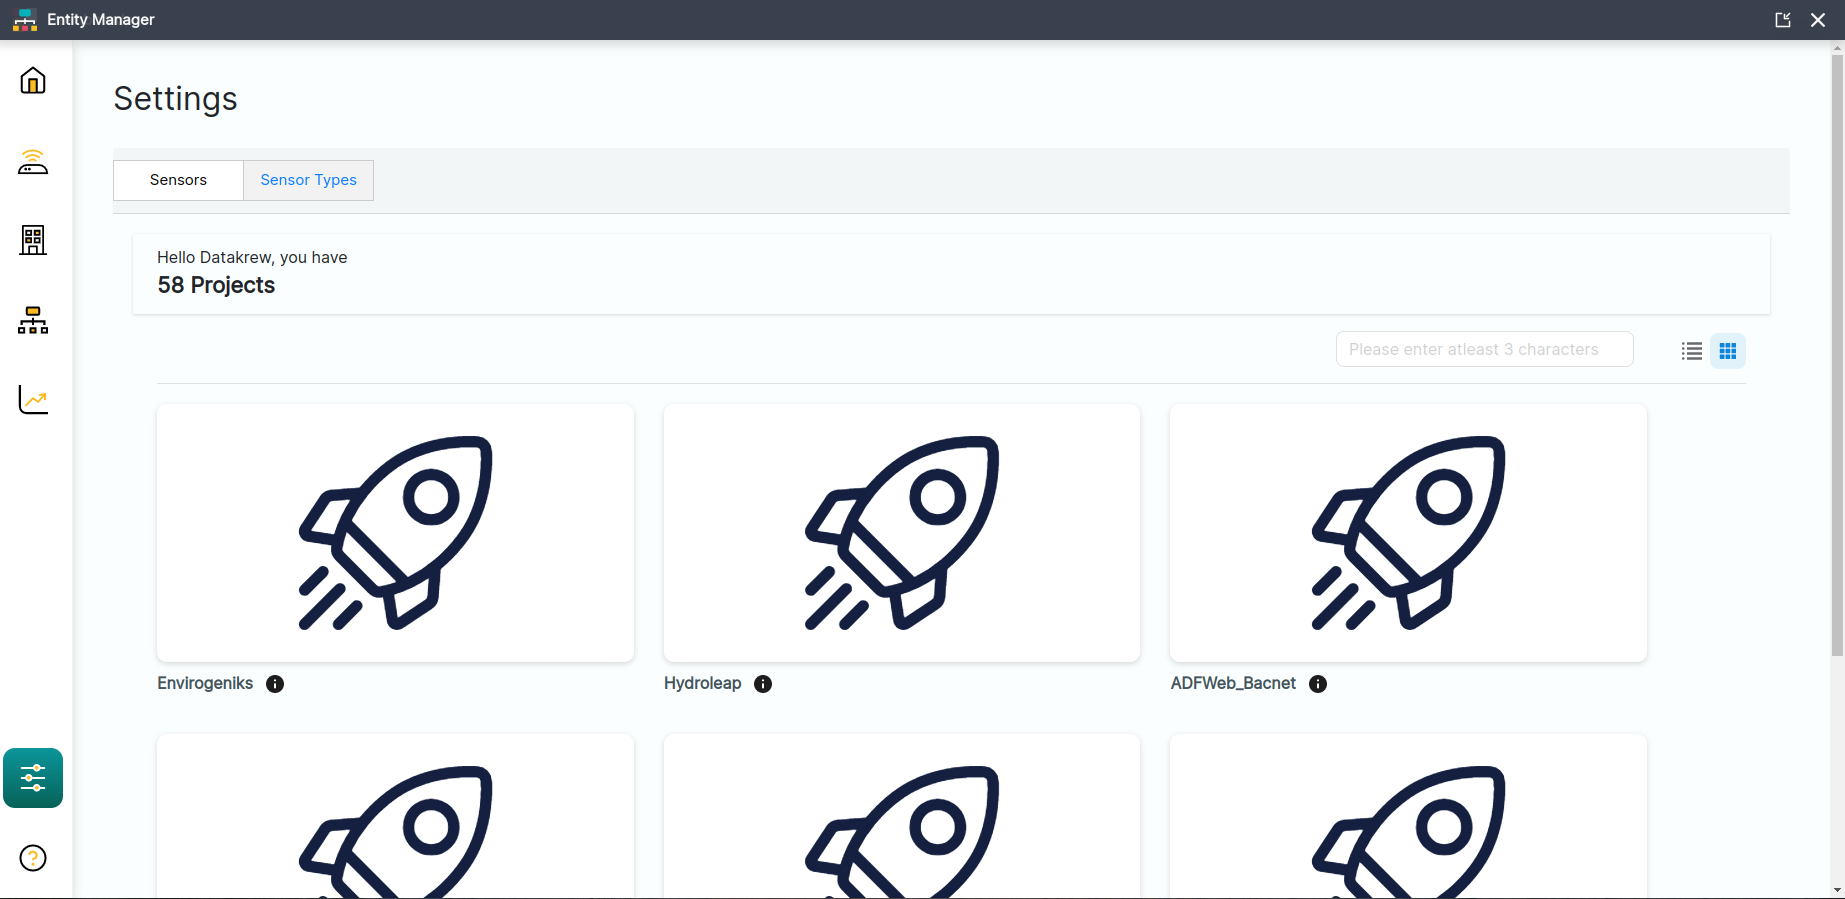 Entity Manager
Settings
Sensors
Sensor Types
Hello Datakrew, you have
58 Projects
Please enter atleast 3 characters
Envirogeniks
Hydroleap
ADFWeb_Bacnet